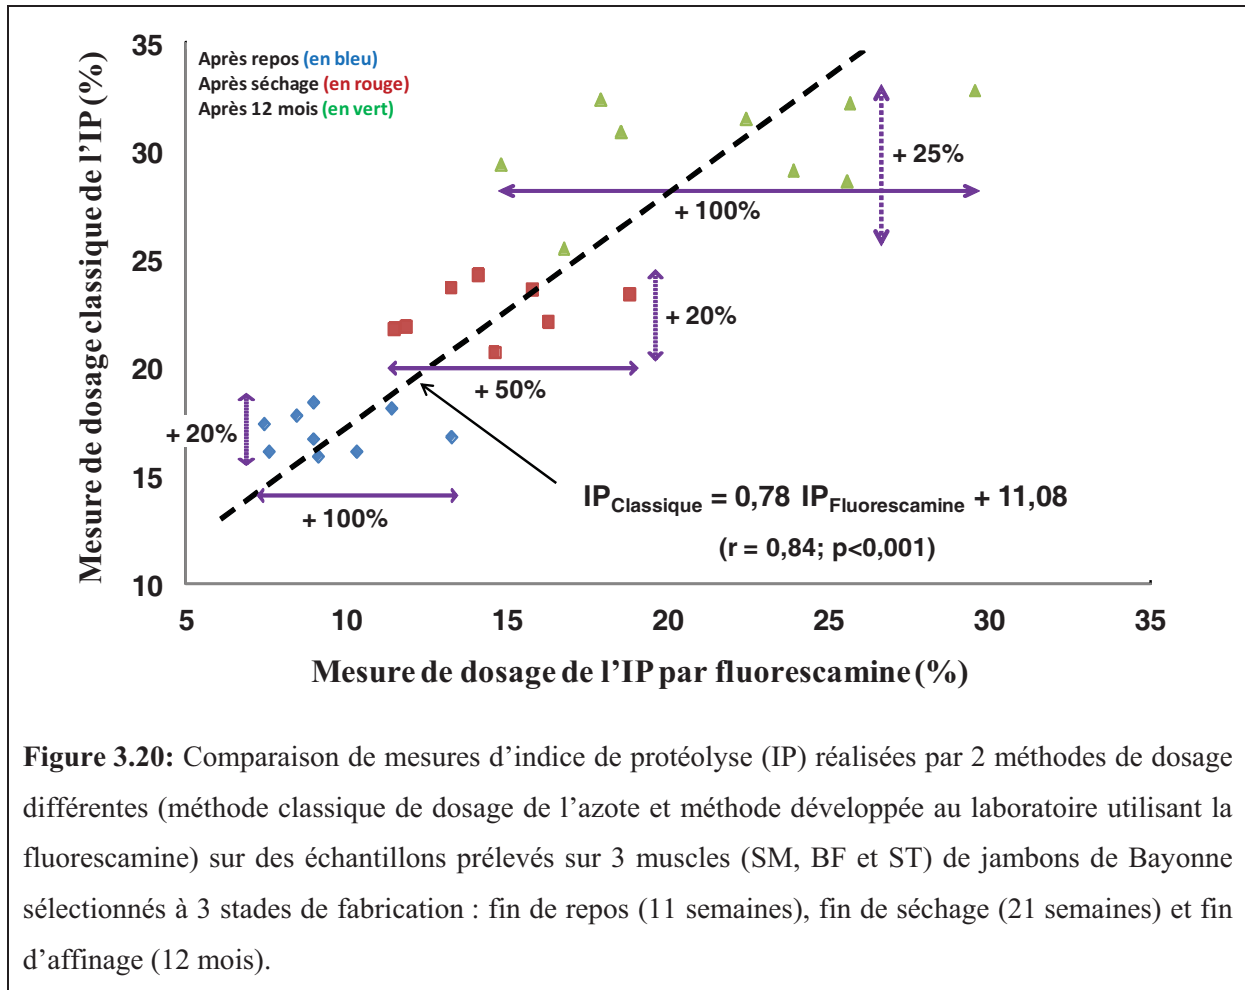 Après repos (en bleu)
Après séchage (en rouge)
Après 12 mois (en vert)
Mesure de dosage classique de l'IP (%)
35
30
25
20
15
10
+ 25%
+ 100%
+ 20%
+ 50%
+ 20%
+ 100%
IPClassique = 0,78 IPFluorescamine + 11,08
(r = 0,84; p<0,001)
5 10 15 20 25 30 35
Mesure de dosage de l'IP par fluorescamine (%)
Figure 3.20: Comparaison de mesures d'indice de protéolyse (IP) réalisées par 2 méthodes de dosage
différentes (méthode classique de dosage de l'azote et méthode développée au laboratoire utilisant la
fluorescamine) sur des échantillons prélevés sur 3 muscles (SM, BF et ST) de jambons de Bayonne
sélectionnés à 3 stades de fabrication : fin de repos (11 semaines), fin de séchage (21 semaines) et fin
d'affinage (12 mois).